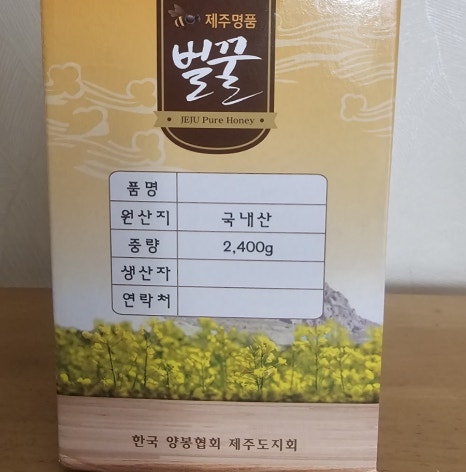 제주명품
벌꿀
JEJU Pure Honey
품명
원산지 국내산
중량 2,400g
생산자
연락처
한국 양봉협회 제주도지회